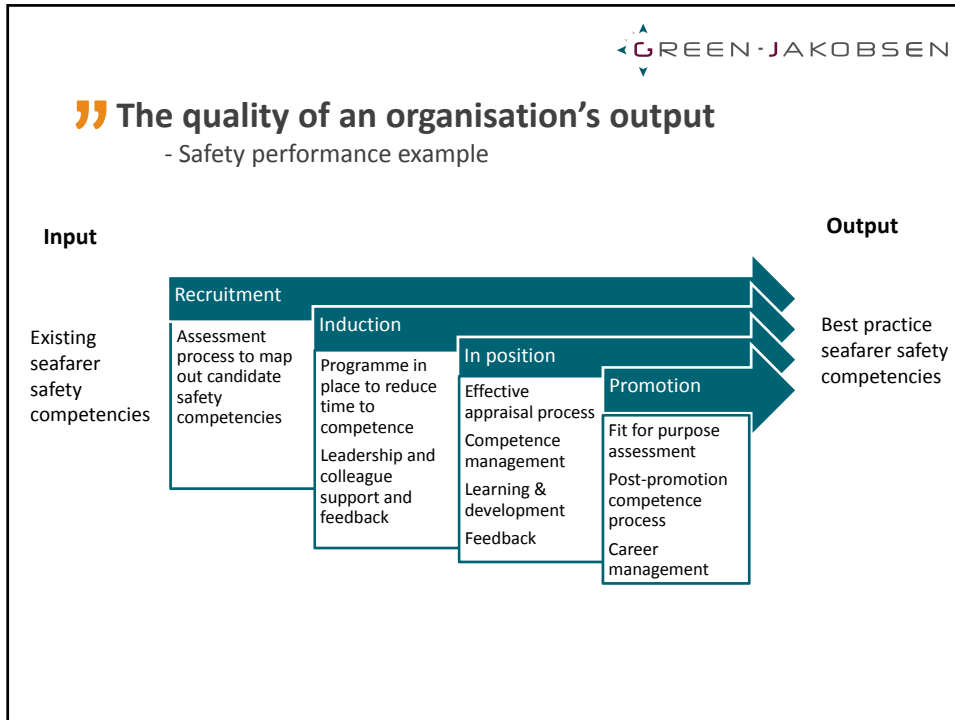 GREEN-JAKOBSEN
” The quality of an organisation’s output
- Safety performance example
Input
Output
Existing
seafarer
safety
competencies
Recruitment
Assessment
process to map
out candidate
safety
competencies
Induction
Programme in
place to reduce
time to
competence
Leadership and
colleague
support and
feedback
In position
Effective
appraisal process
Competence
management
Learning &
development
Feedback
Promotion
Fit for purpose
assessment
Post-promotion
competence
process
Career
management
Best practice
seafarer safety
competencies